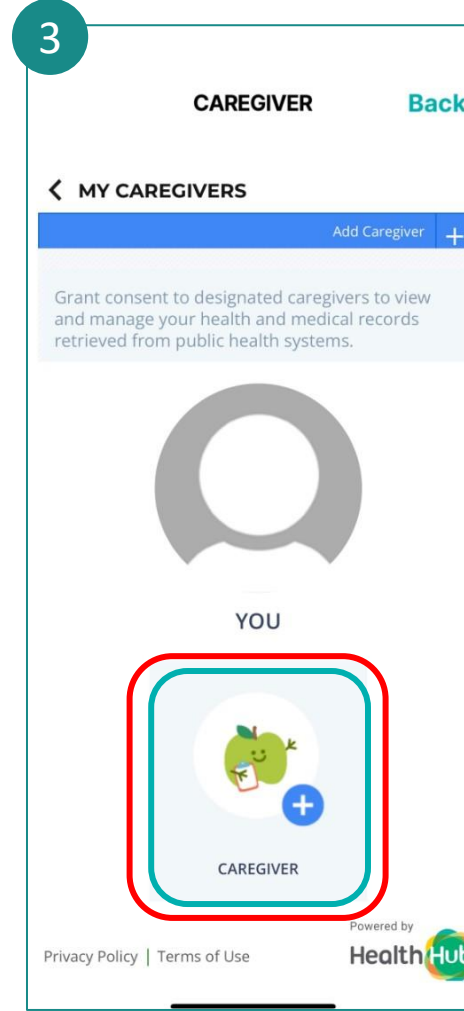 3
CAREGIVER Back
MY CAREGIVERS
Add Caregiver +
Grant consent to designated caregivers to view
and manage your health and medical records
retrieved from public health systems.
YOU
CAREGIVER
Powered by
HealthHub
Privacy Policy | Terms of Use